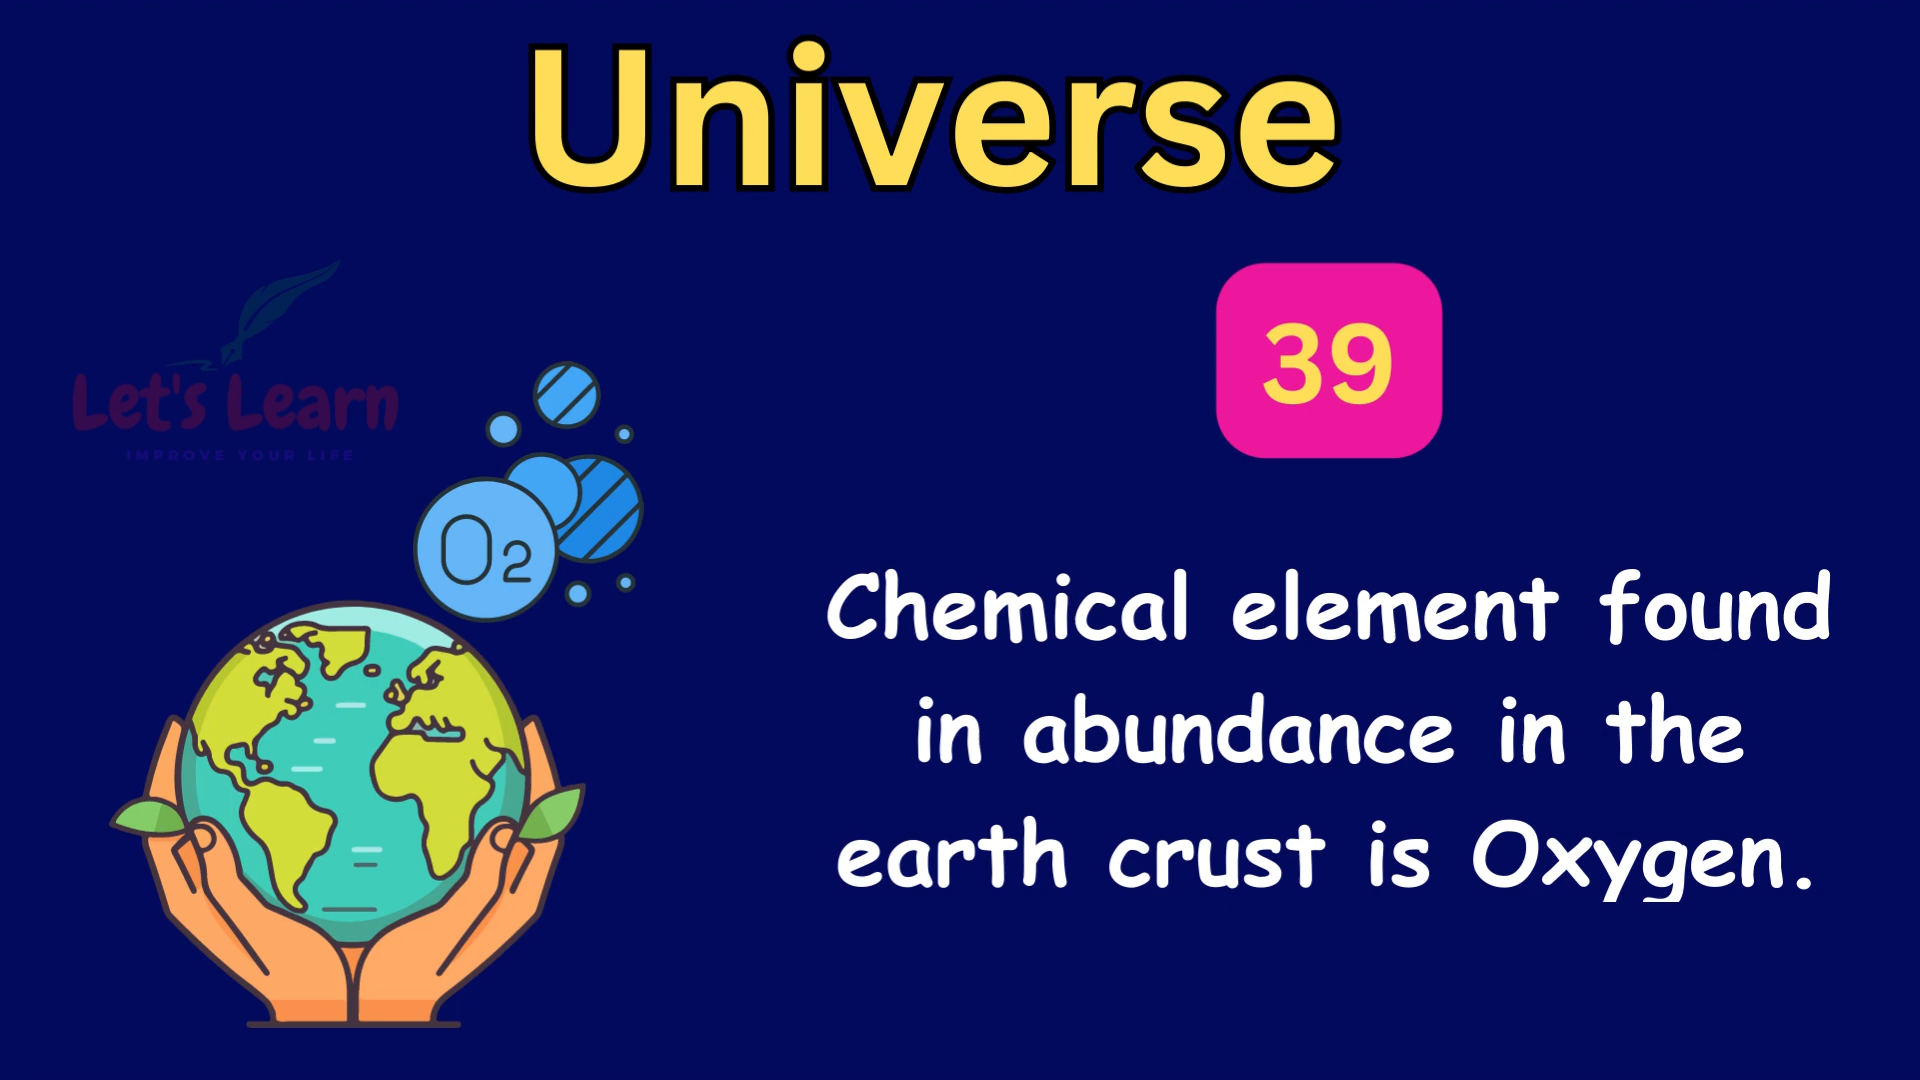 Universe
Let's Learn
IMPROVE YOUR LIFE
39
O2
Chemical element found
in abundance in the
earth crust is Oxygen.